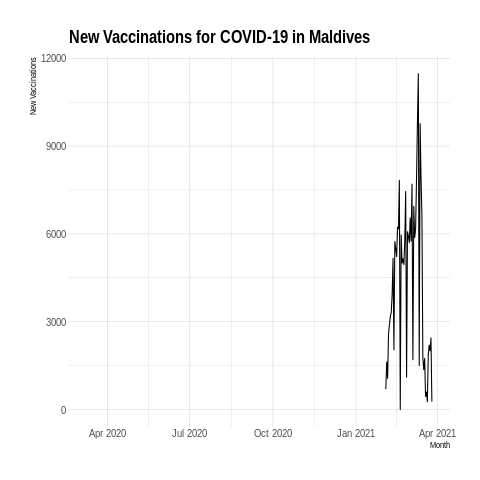 New Vaccinations for COVID-19 in Maldives
New Vaccinations
12000
9000
6000
3000
0
Apr 2020 Jul 2020 Oct 2020 Jan 2021 Apr 2021
Month